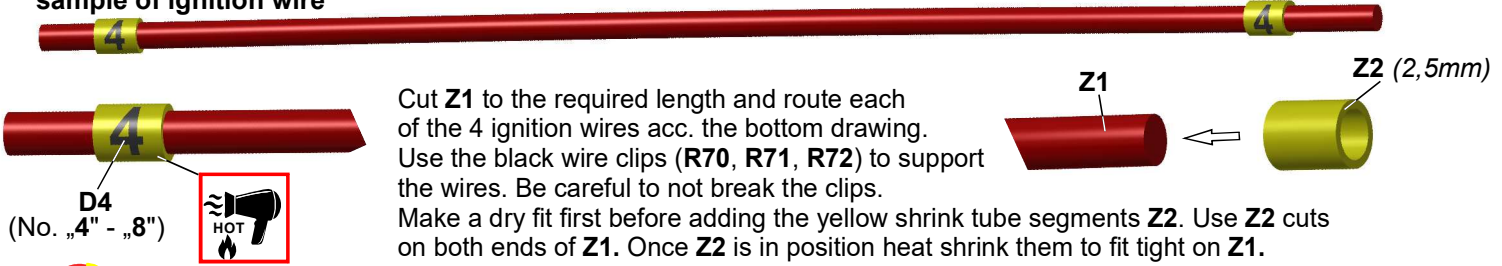 sample of ignition wire
4
4
4
D4
(No. „4" - „8")
HOT
Cut Z1 to the required length and route each
of the 4 ignition wires acc. the bottom drawing.
Use the black wire clips (R70, R71, R72) to support
the wires. Be careful to not break the clips.
Make a dry fit first before adding the yellow shrink tube segments Z2. Use Z2 cuts
on both ends of Z1. Once Z2 is in position heat shrink them to fit tight on Z1.
Z1
Z2 (2,5mm)